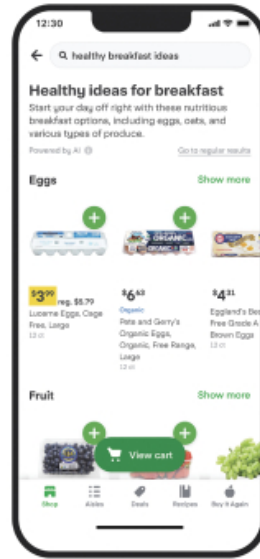 12:30
healthy breakfast ideas
Healthy ideas for breakfast
Start your day off right with these nutritious
breakfast options, including eggs, oats, and
various types of produce.
Powered by AI
Go to regular results
Eggs
Show more
$3.99 reg. $5.79
Lucerne Eggs, Cage
Free, Large
12 ct
$6.63
Organic
Pete and Gerry's
Organic Eggs,
Organic, Free Range,
Large
12 ct
$4.31
Eggland's Be
Free Grade A
Brown Eggs
12 ct
ORGANIC
Fruit
Show more
View cart
Shop
Aisles
Deals
Recipes
Buy It Again